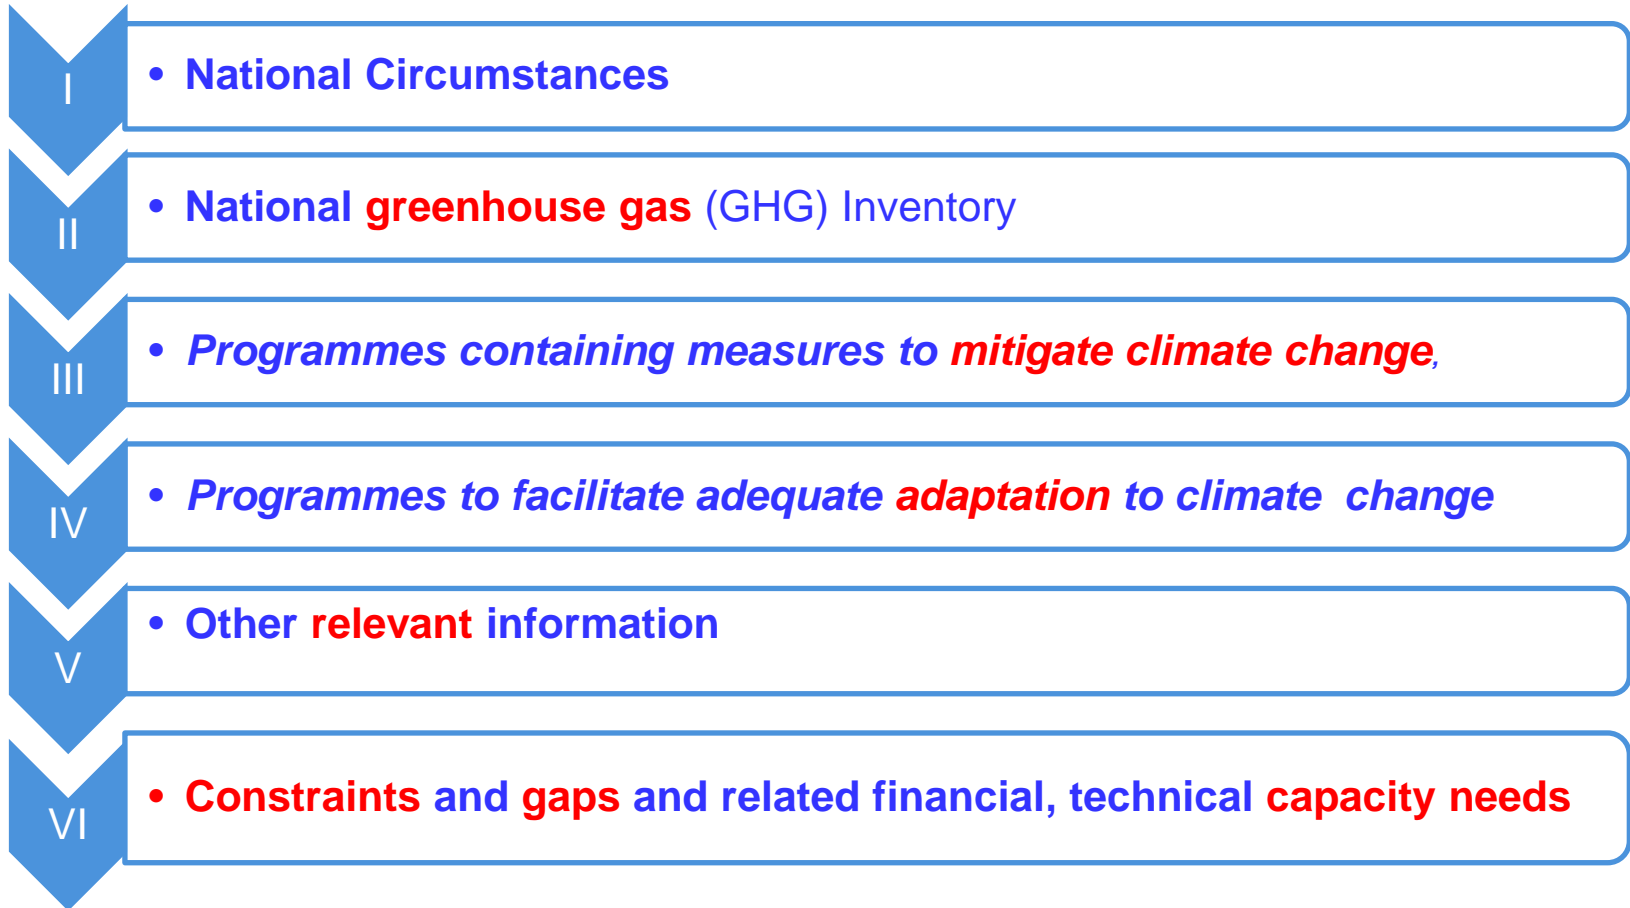 I
• National Circumstances
II
• National greenhouse gas (GHG) Inventory
III
• Programmes containing measures to mitigate climate change,
IV
• Programmes to facilitate adequate adaptation to climate change
V
• Other relevant information
VI
• Constraints and gaps and related financial, technical capacity needs